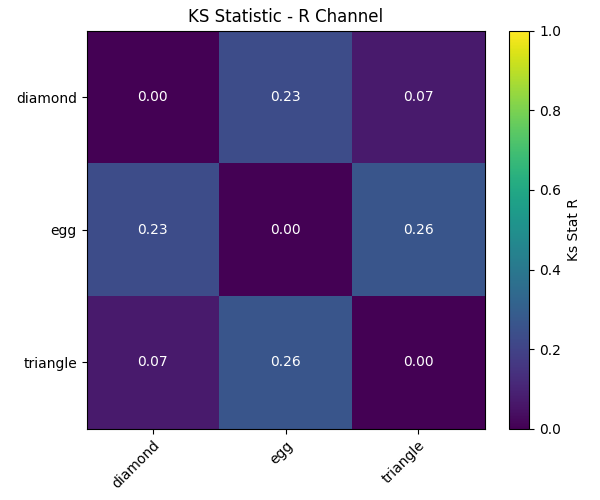 KS Statistic - R Channel
diamond
egg
triangle
0.00 0.23 0.07
0.23 0.00 0.26
0.07 0.26 0.00
diamond
egg
triangle
1.0
0.8
0.6
0.4
0.2
0.0
Ks Stat R